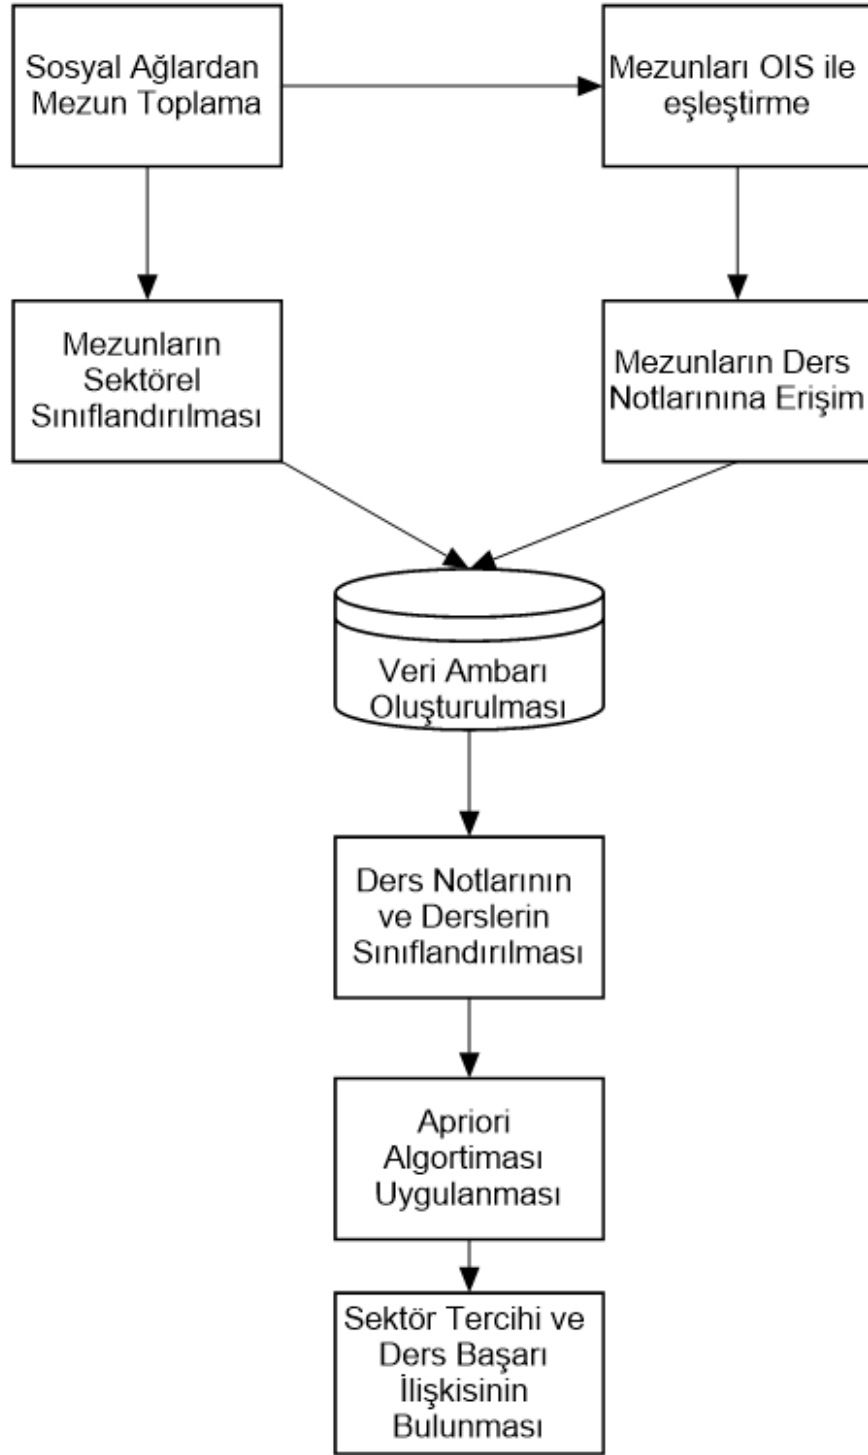 Sosyal Ağlardan
Mezun Toplama
Mezunları OIS ile
eşleştirme
Mezunların
Sektörel
Sınıflandırılması
Mezunların Ders
Notlarınına Erişim
Veri Ambarı
Oluşturulması
Ders Notlarının
ve Derslerin
Sınıflandırılması
Apriori
Algortiması
Uygulanması
Sektör Tercihi ve
Ders Başarı
İlişkisinin
Bulunması